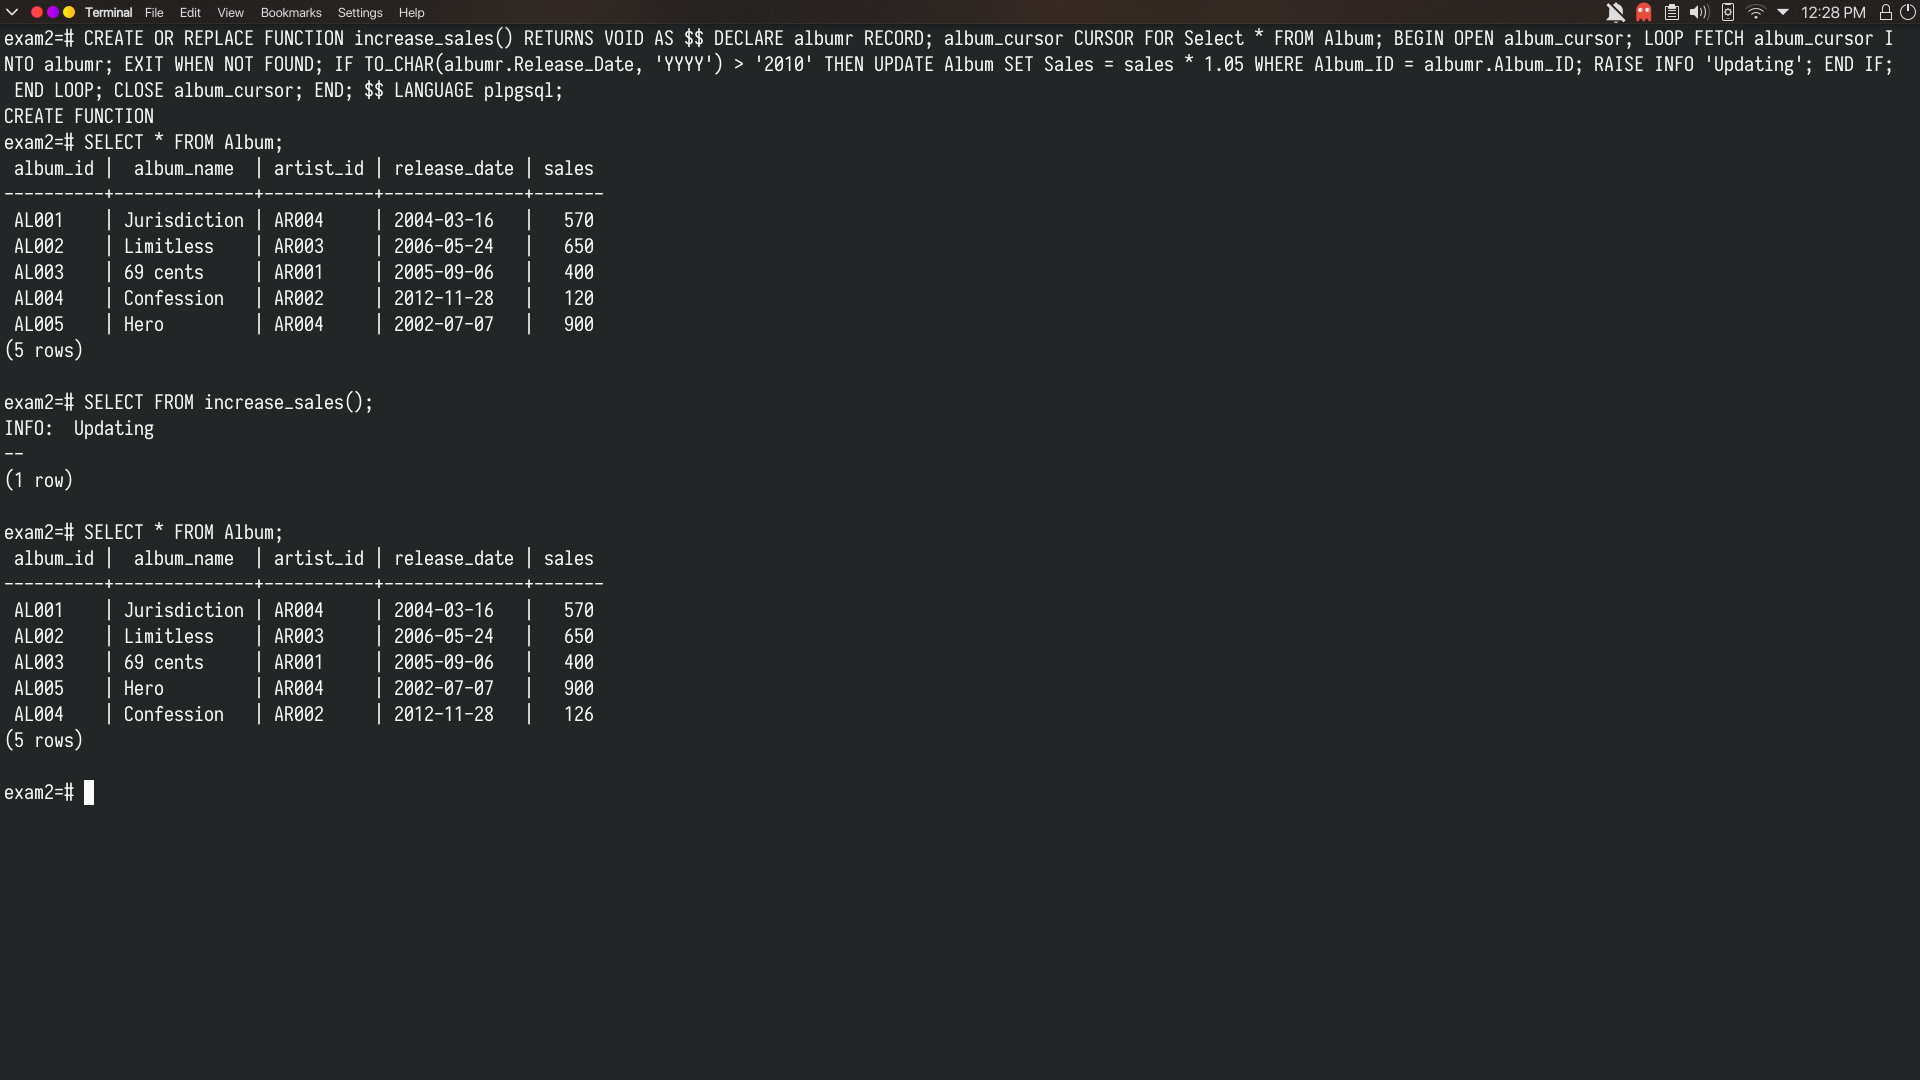 Terminal File Edit View Bookmarks Settings Help 12:28 PM
exam2=# CREATE OR REPLACE FUNCTION increase_sales() RETURNS VOID AS $$ DECLARE albumr RECORD; album_cursor CURSOR FOR Select * FROM Album; BEGIN OPEN album_cursor; LOOP FETCH album_cursor I
NTO albumr; EXIT WHEN NOT FOUND; IF TO_CHAR(albumr.Release_Date, 'YYYY') > '2010' THEN UPDATE Album SET Sales = sales * 1.05 WHERE Album_ID = albumr.Album_ID; RAISE INFO 'Updating'; END IF;
 END LOOP; CLOSE album_cursor; END; $$ LANGUAGE plpgsql;
CREATE FUNCTION
exam2=# SELECT * FROM Album;
 album_id |  album_name  | artist_id | release_date | sales
----------+--------------+-----------+--------------+-------
 AL001    | Jurisdiction | AR004     | 2004-03-16   |   570
 AL002    | Limitless    | AR003     | 2006-05-24   |   650
 AL003    | 69 cents     | AR001     | 2005-09-06   |   400
 AL004    | Confession   | AR002     | 2012-11-28   |   120
 AL005    | Hero         | AR004     | 2002-07-07   |   900
(5 rows)

exam2=# SELECT FROM increase_sales();
INFO:  Updating
--
(1 row)

exam2=# SELECT * FROM Album;
 album_id |  album_name  | artist_id | release_date | sales
----------+--------------+-----------+--------------+-------
 AL001    | Jurisdiction | AR004     | 2004-03-16   |   570
 AL002    | Limitless    | AR003     | 2006-05-24   |   650
 AL003    | 69 cents     | AR001     | 2005-09-06   |   400
 AL005    | Hero         | AR004     | 2002-07-07   |   900
 AL004    | Confession   | AR002     | 2012-11-28   |   126
(5 rows)

exam2=#